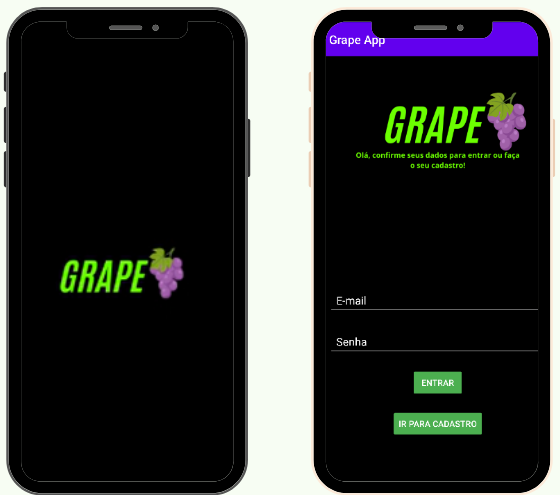 GRAPE
Grape App
GRAPE
Olá, confirme seus dados para entrar ou faça
o seu cadastro!
E-mail
Senha
ENTRAR
IR PARA CADASTRO